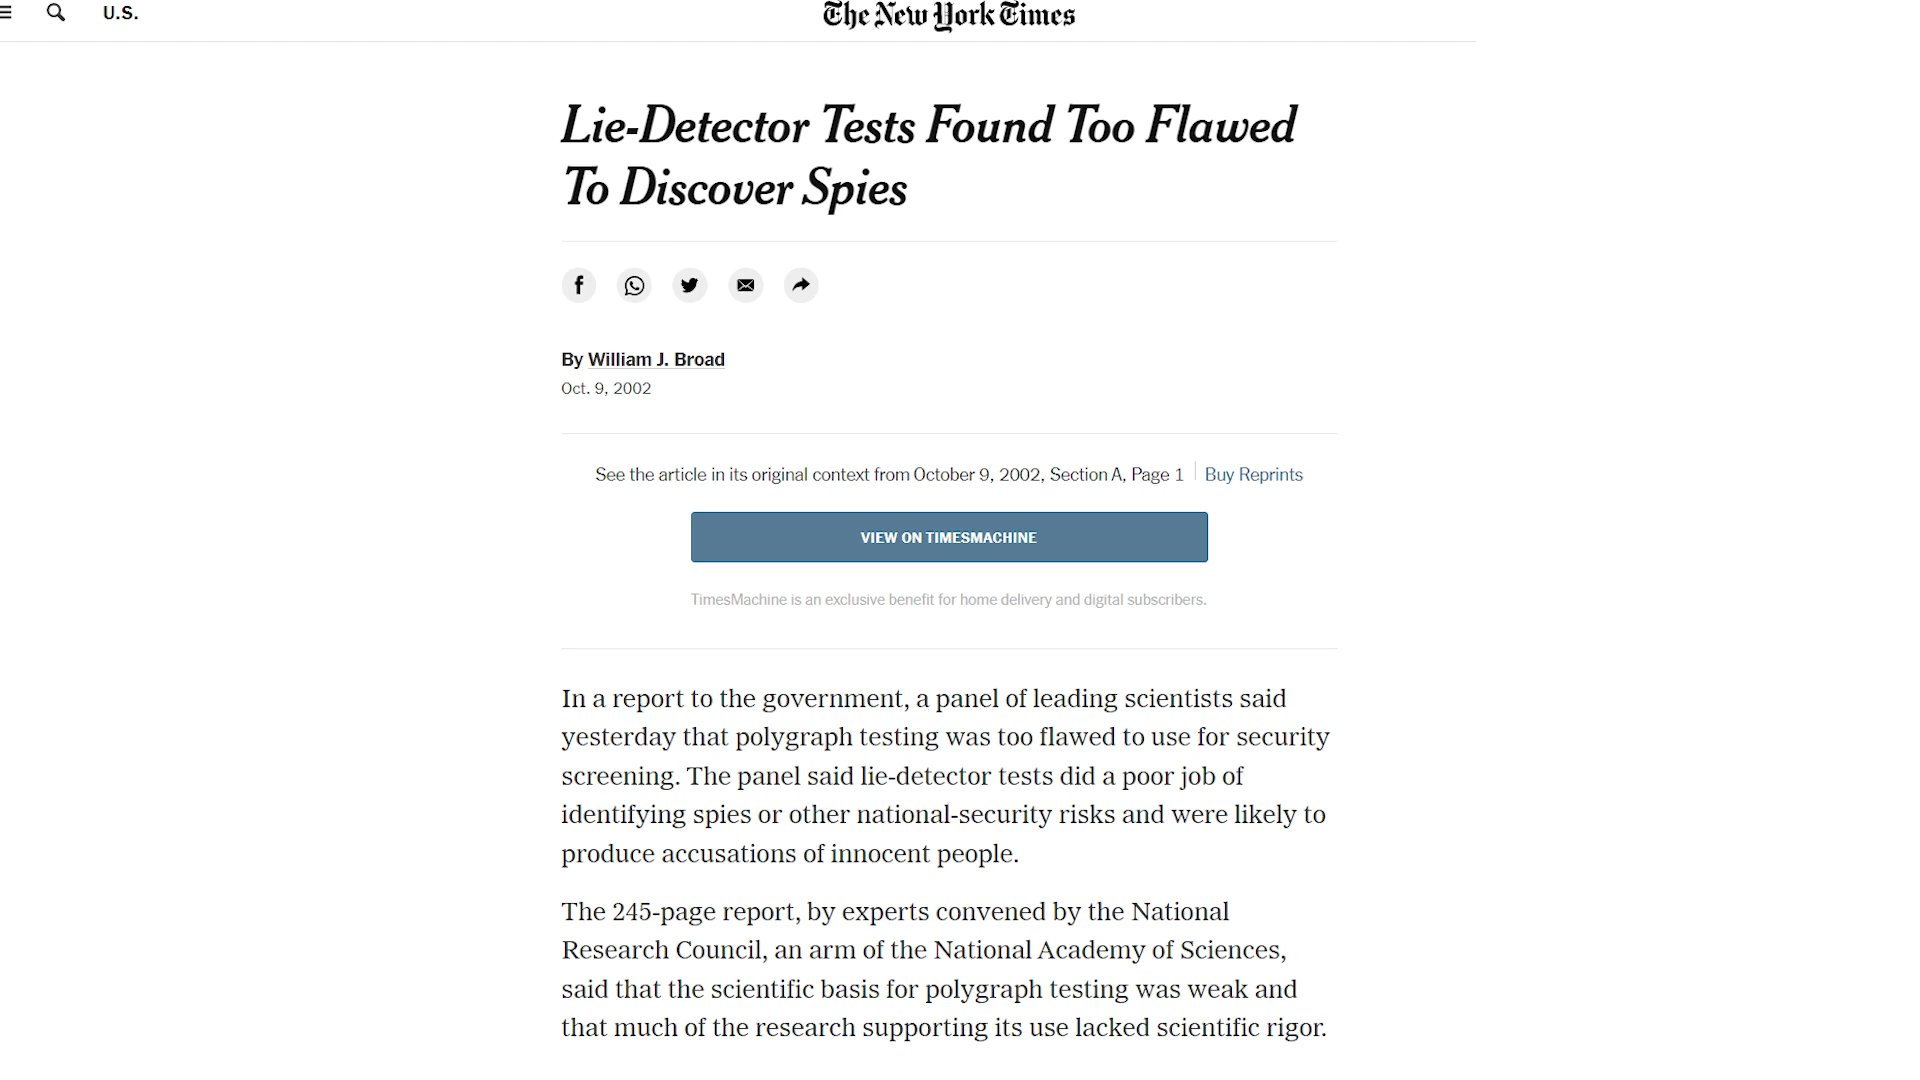 U.S.
The New York Times
Lie-Detector Tests Found Too Flawed
To Discover Spies
By William J. Broad
Oct. 9, 2002
See the article in its original context from October 9, 2002, Section A, Page 1 Buy Reprints
VIEW ON TIMESMACHINE
TimesMachine is an exclusive benefit for home delivery and digital subscribers.
In a report to the government, a panel of leading scientists said
yesterday that polygraph testing was too flawed to use for security
screening. The panel said lie-detector tests did a poor job of
identifying spies or other national-security risks and were likely to
produce accusations of innocent people.
The 245-page report, by experts convened by the National
Research Council, an arm of the National Academy of Sciences,
said that the scientific basis for polygraph testing was weak and
that much of the research supporting its use lacked scientific rigor.